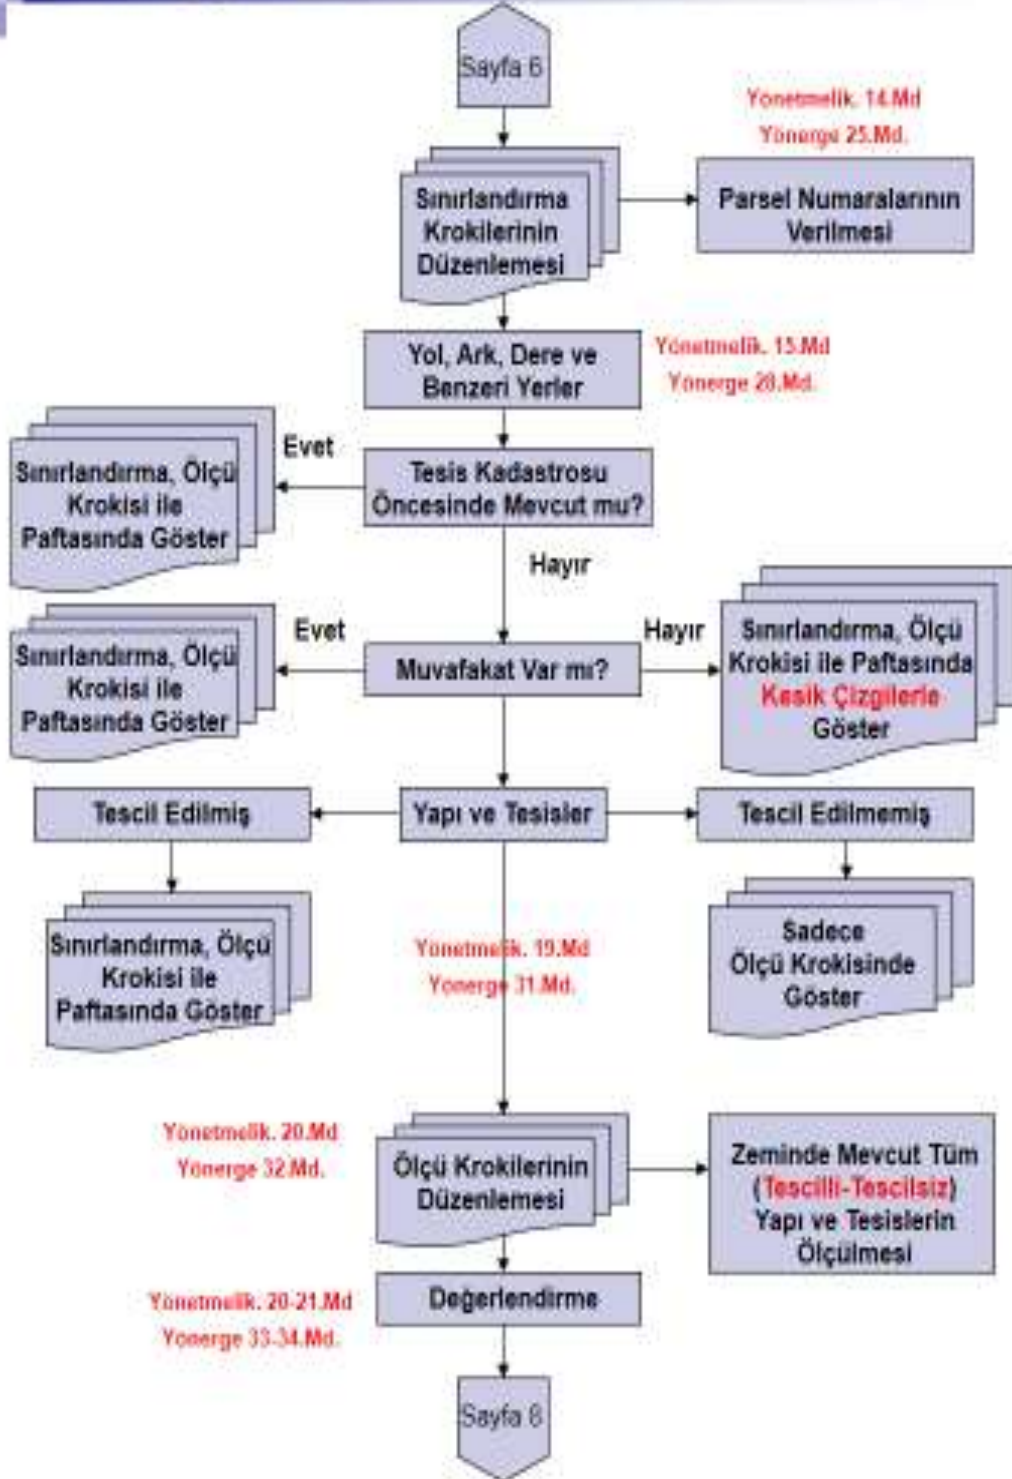 Sayfa 6
Yönetmelik. 14.Md
Yönerge 25.Md.
Sınırlandırma
Krokilerinin
Düzenlemesi
Parsel Numaralarının
Verilmesi
Yol, Ark, Dere ve
Benzeri Yerler
Yönetmelik. 15.Md
Yönerge 28.Md.
Evet
Sınırlandırma, Ölçü
Krokisi ile
Paftasında Göster
Tesis Kadastrosu
Öncesinde Mevcut mu?
Hayır
Evet
Sınırlandırma, Ölçü
Krokisi ile
Paftasında Göster
Muvafakat Var mı?
Hayır
Sınırlandırma, Ölçü
Krokisi ile Paftasında
Kesik Çizgilerle
Göster
Tescil Edilmiş
Yapı ve Tesisler
Tescil Edilmemiş
Sınırlandırma, Ölçü
Krokisi ile
Paftasında Göster
Yönetmelik. 19.Md
Yönerge 31.Md.
Sadece
Ölçü Krokisinde
Göster
Yönetmelik. 20.Md
Yönerge 32.Md.
Ölçü Krokilerinin
Düzenlemesi
Zeminde Mevcut Tüm
(Tescilli-Tescilsiz)
Yapı ve Tesislerin
Ölçülmesi
Yönetmelik. 20-21.Md
Yönerge 33-34.Md.
Değerlendirme
Sayfa 8